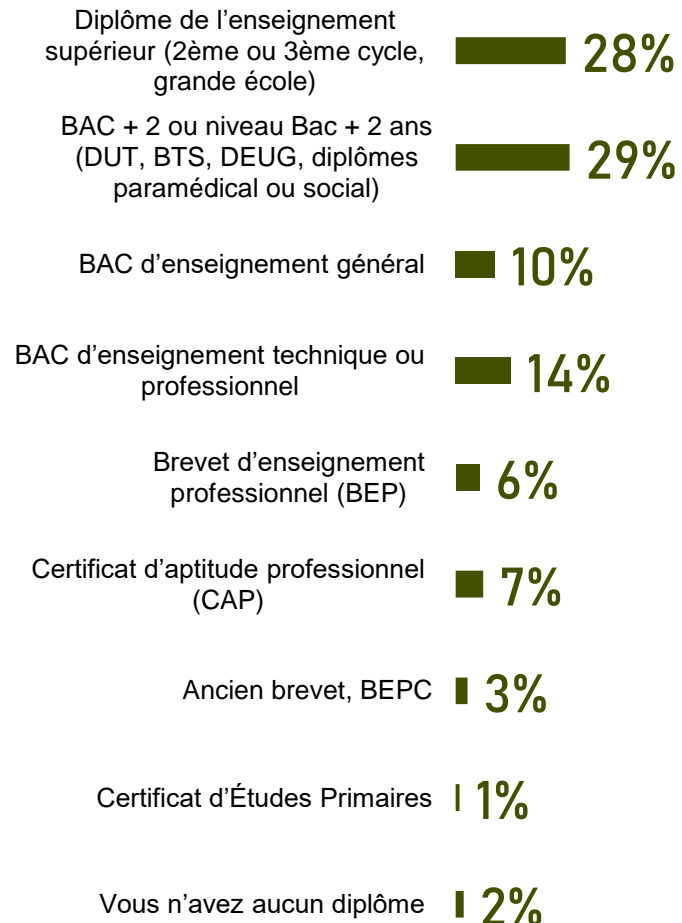 Diplôme de l’enseignement
supérieur (2ème ou 3ème cycle,
grande école)
28%
BAC + 2 ou niveau Bac + 2 ans
(DUT, BTS, DEUG, diplômes
paramédical ou social)
29%
BAC d’enseignement général
10%
BAC d’enseignement technique ou
professionnel
14%
Brevet d’enseignement
professionnel (BEP)
6%
Certificat d’aptitude professionnel
(CAP)
7%
Ancien brevet, BEPC
3%
Certificat d’Études Primaires
1%
Vous n’avez aucun diplôme
2%